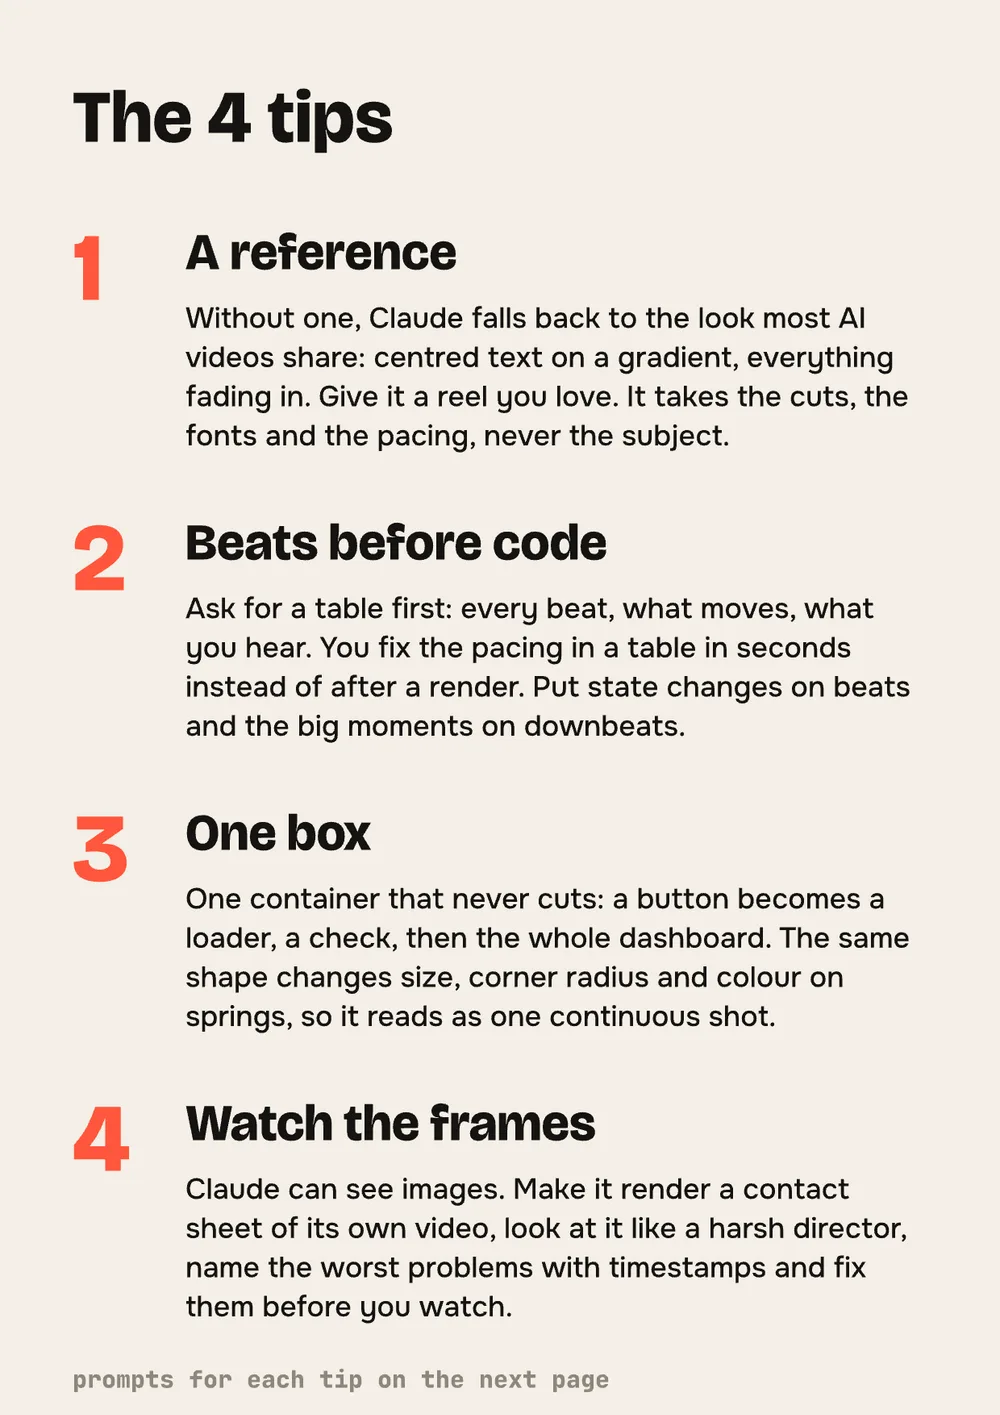 The 4 tips
1
A reference
Without one, Claude falls back to the look most AI
videos share: centred text on a gradient, everything
fading in. Give it a reel you love. It takes the cuts, the
fonts and the pacing, never the subject.
2
Beats before code
Ask for a table first: every beat, what moves, what
you hear. You fix the pacing in a table in seconds
instead of after a render. Put state changes on beats
and the big moments on downbeats.
3
One box
One container that never cuts: a button becomes a
loader, a check, then the whole dashboard. The same
shape changes size, corner radius and colour on
springs, so it reads as one continuous shot.
4
Watch the frames
Claude can see images. Make it render a contact
sheet of its own video, look at it like a harsh director,
name the worst problems with timestamps and fix
them before you watch.
prompts for each tip on the next page